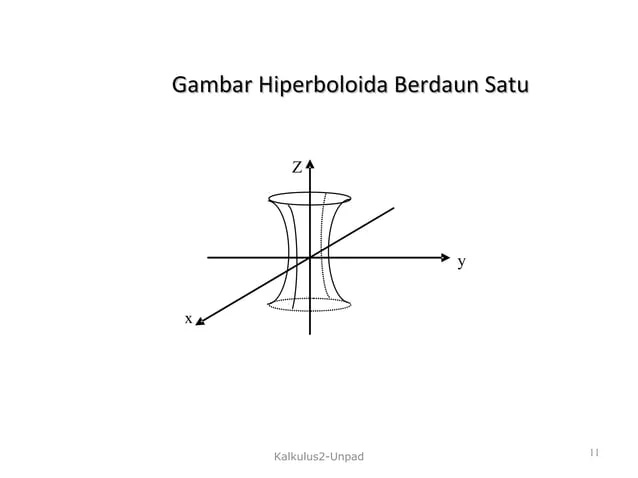 Gambar Hiperboloida Berdaun Satu
Z
y
x
Kalkulus2-Unpad
11